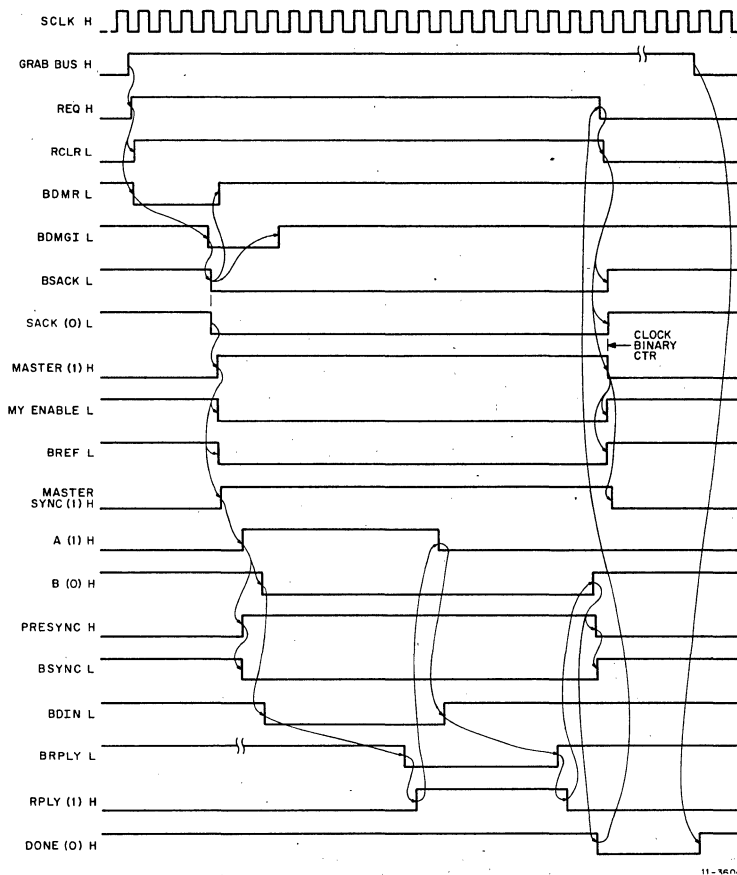 SCLK H
GRAB BUS H
REQ H
RCLR L
BDMR L
BDMGI L
BSACK L
SACK (0) L
CLOCK
BINARY
CTR
MASTER (1) H
MY ENABLE L
BREF L
MASTER
SYNC (1) H
A (1) H
B (0) H
PRESYNC H
BSYNC L
BDIN L
BRPLY L
RPLY (1) H
DONE (0) H